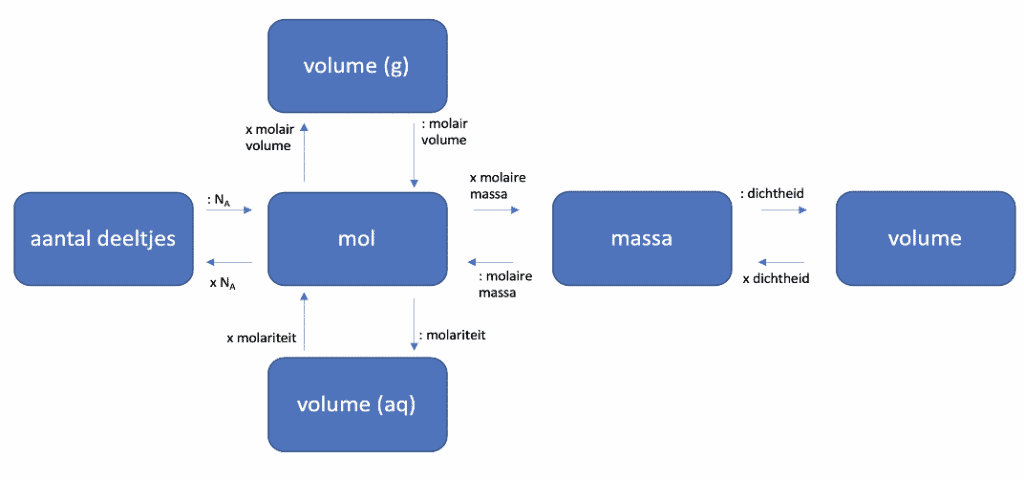 volume (g)
x molair
volume
: molair
volume
aantal deeltjes
: NA
x NA
mol
x molaire
massa
: molaire
massa
massa
: dichtheid
x dichtheid
volume
x molariteit
: molariteit
volume (aq)